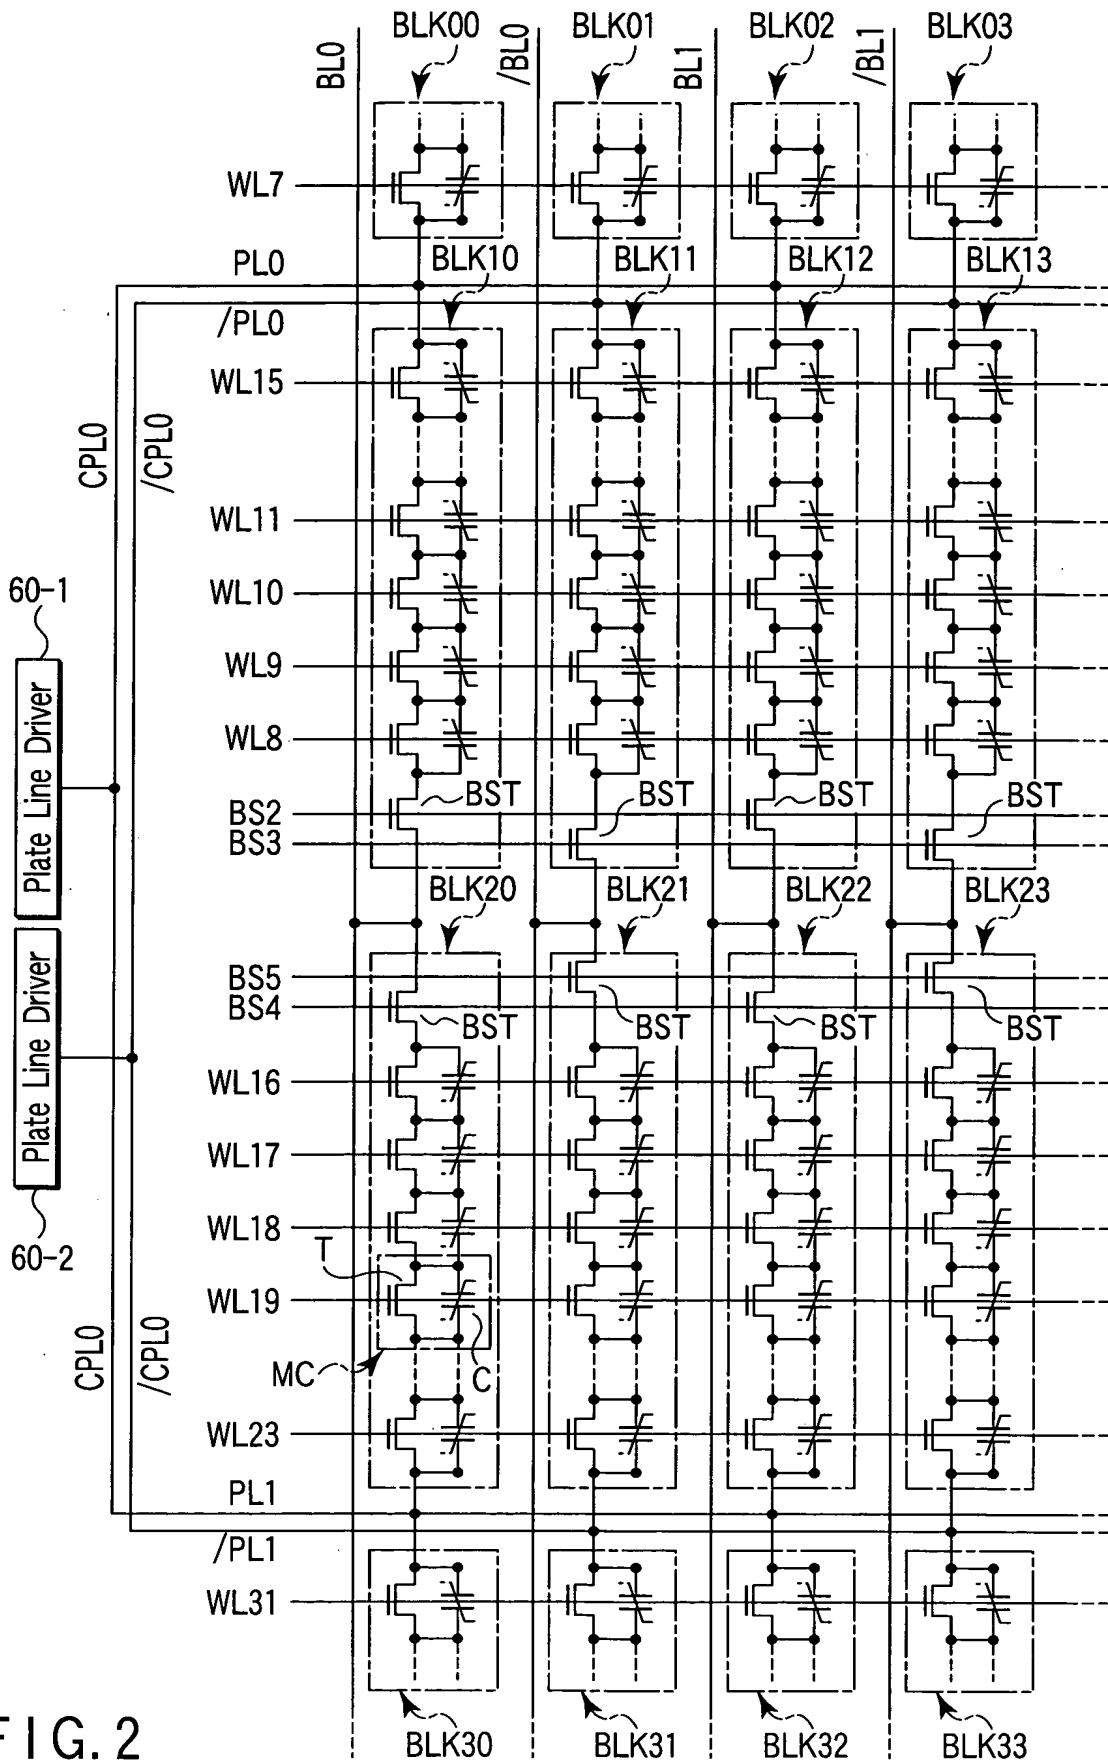 BL0 BLK00 /BL0 BLK01 BL1 BLK02 /BL1 BLK03
WL7
PL0 BLK10 BLK11 BLK12 BLK13
/PL0
WL15
CPL0 /CPL0
WL11
60-1 WL10
WL9
Plate Line Driver
WL8
BST BST
BS2 BST BST
BS3
BLK20 BLK21 BLK22 BLK23
Plate Line Driver
BS5
BS4 BST BST BST BST
WL16
WL17
WL18
60-2 T
WL19
CPL0 /CPL0
MC C
WL23
PL1
/PL1
WL31
FIG. 2 BLK30 BLK31 BLK32 BLK33